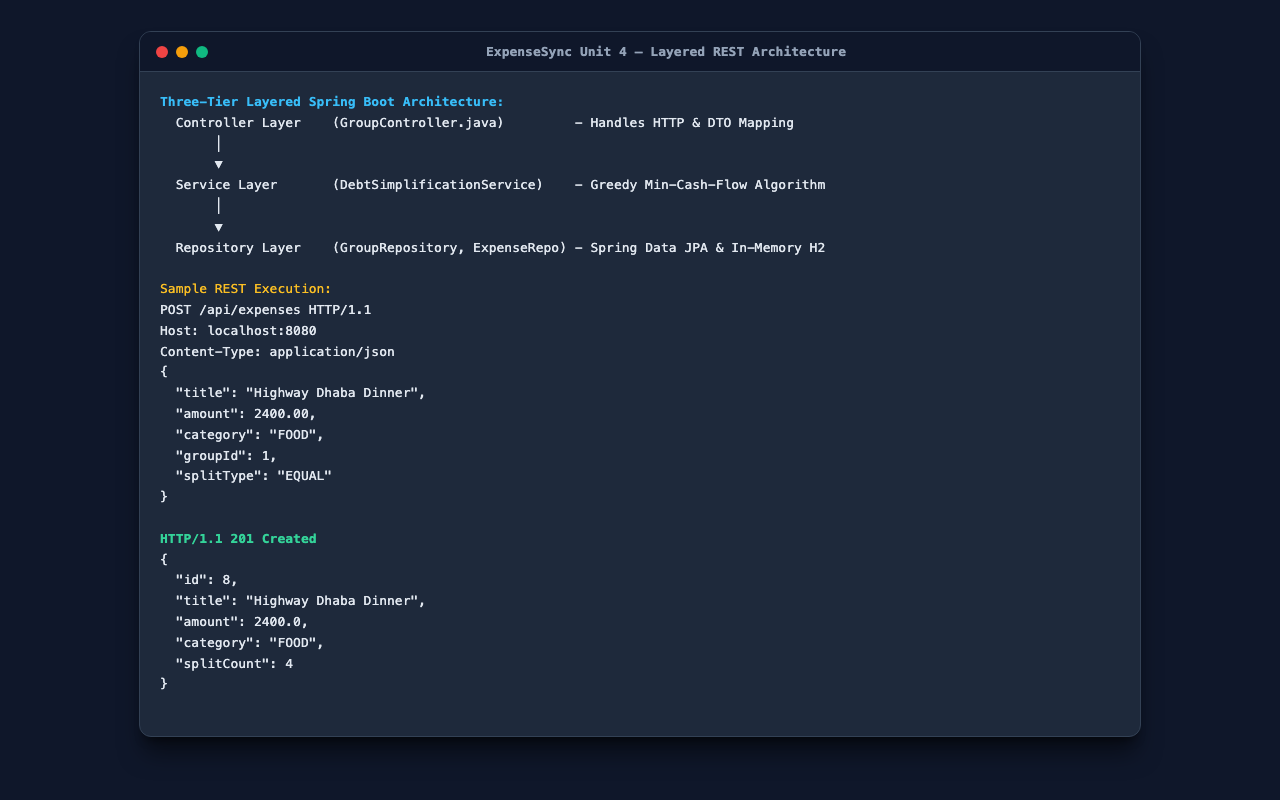 ExpenseSync Unit 4 — Layered REST Architecture
Three-Tier Layered Spring Boot Architecture:
Controller Layer    (GroupController.java)         - Handles HTTP & DTO Mapping
│
▼
Service Layer       (DebtSimplificationService)    - Greedy Min-Cash-Flow Algorithm
│
▼
Repository Layer    (GroupRepository, ExpenseRepo) - Spring Data JPA & In-Memory H2
Sample REST Execution:
POST /api/expenses HTTP/1.1
Host: localhost:8080
Content-Type: application/json
{
  "title": "Highway Dhaba Dinner",
  "amount": 2400.00,
  "category": "FOOD",
  "groupId": 1,
  "splitType": "EQUAL"
}
HTTP/1.1 201 Created
{
  "id": 8,
  "title": "Highway Dhaba Dinner",
  "amount": 2400.0,
  "category": "FOOD",
  "splitCount": 4
}